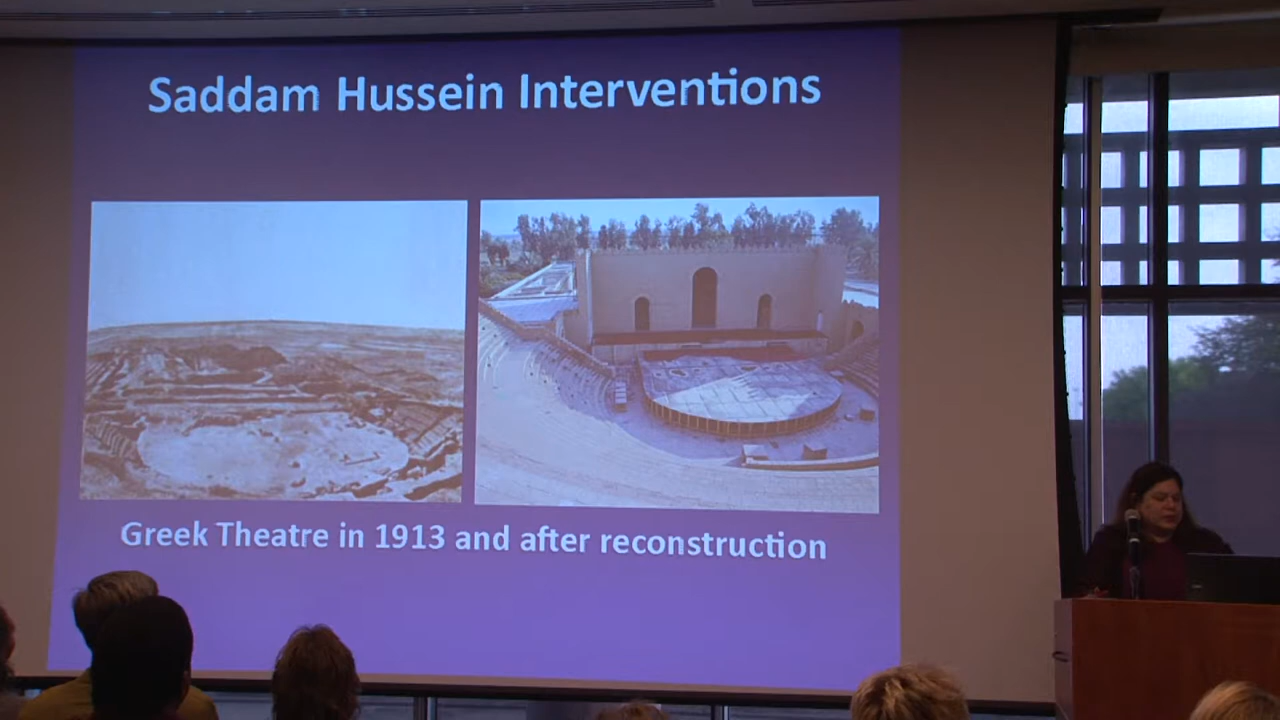 Saddam Hussein Interventions
Greek Theatre in 1913 and after reconstruction